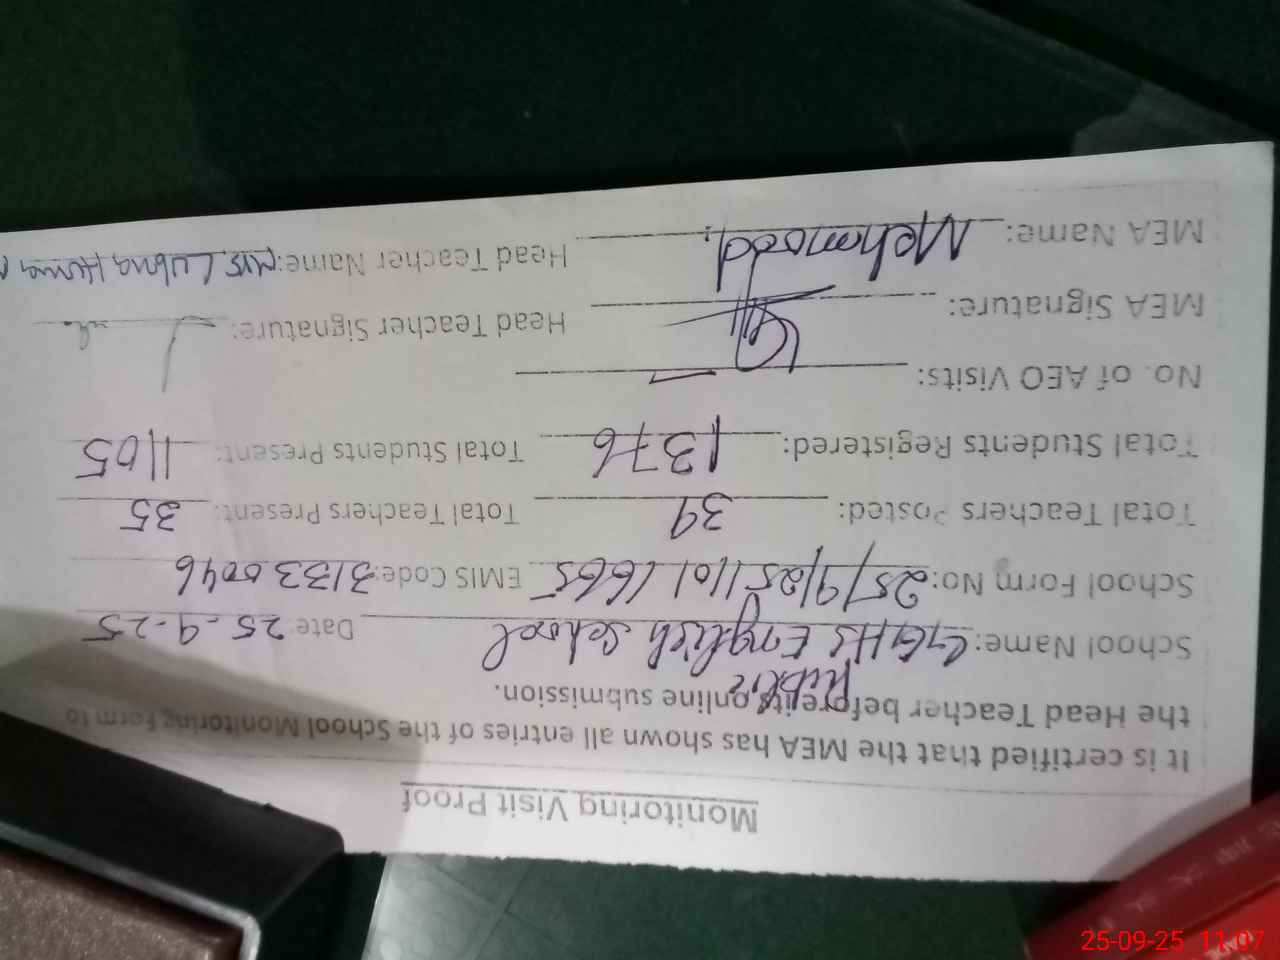 Monitoring Visit Proof
It is certified that the MEA has shown all entries of the School Monitoring Form to
the Head Teacher before its online submission.
Public
School Name: GGHS English School Date: 25-9-25
School Form No: 25/9/25/101/1665 EMIS Code: 31330046
Total Teachers Posted: 39 Total Teachers Present: 35
Total Students Registered: 1376 Total Students Present: 1105
No. of AEO Visits: —
MEA Signature: Head Teacher Signature:
MEA Name: Mehmood Head Teacher Name: Mrs Lubna Huma
25-09-25 11:07